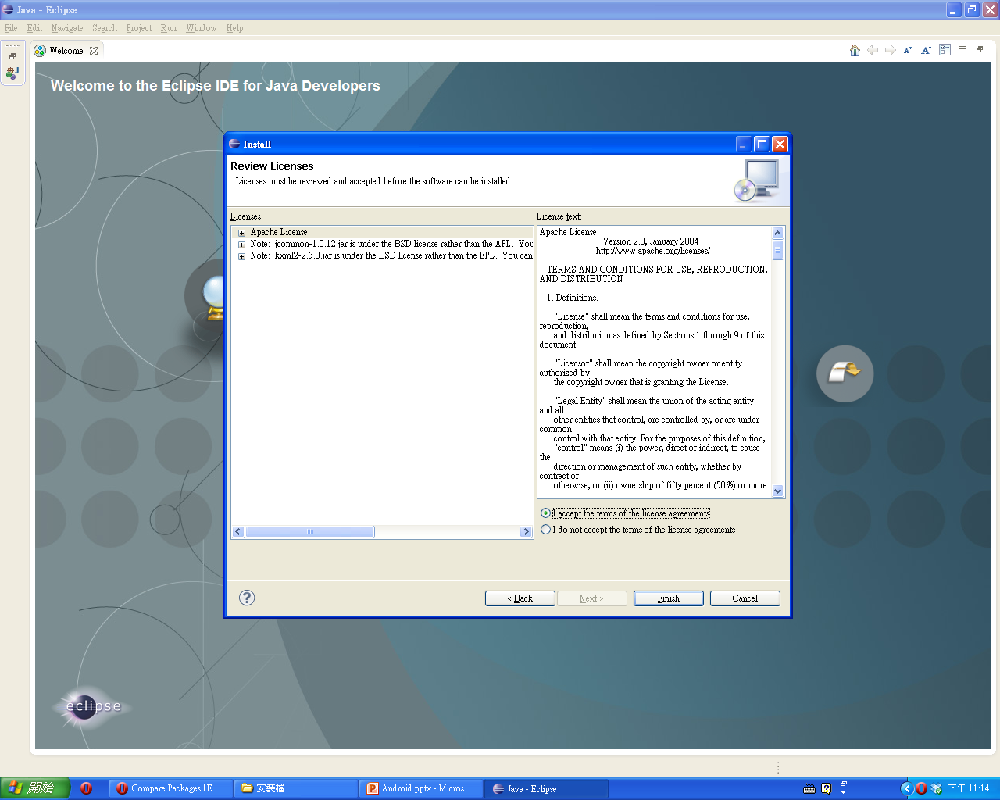 Java - Eclipse
File Edit Navigate Search Project Run Window Help
Welcome
Welcome to the Eclipse IDE for Java Developers
Install
Review Licenses
Licenses must be reviewed and accepted before the software can be installed.
Licenses:
Apache License
Note: jcommon-1.0.12.jar is under the BSD license rather than the APL. You
Note: kxml2-2.3.0.jar is under the BSD license rather than the EPL. You can
License text:
Apache License
Version 2.0, January 2004
http://www.apache.org/licenses/
TERMS AND CONDITIONS FOR USE, REPRODUCTION,
AND DISTRIBUTION
1. Definitions.
"License" shall mean the terms and conditions for use,
reproduction,
and distribution as defined by Sections 1 through 9 of this
document.
"Licensor" shall mean the copyright owner or entity
authorized by
the copyright owner that is granting the License.
"Legal Entity" shall mean the union of the acting entity
and all
other entities that control, are controlled by, or are under
common
control with that entity. For the purposes of this definition,
"control" means (i) the power, direct or indirect, to cause
the
direction or management of such entity, whether by
contract or
otherwise, or (ii) ownership of fifty percent (50%) or more
I accept the terms of the license agreements
I do not accept the terms of the license agreements
< Back Next > Finish Cancel
eclipse
開始 Compare Packages | E... 安裝檔 Android.pptx - Micros... Java - Eclipse 下午 11:14